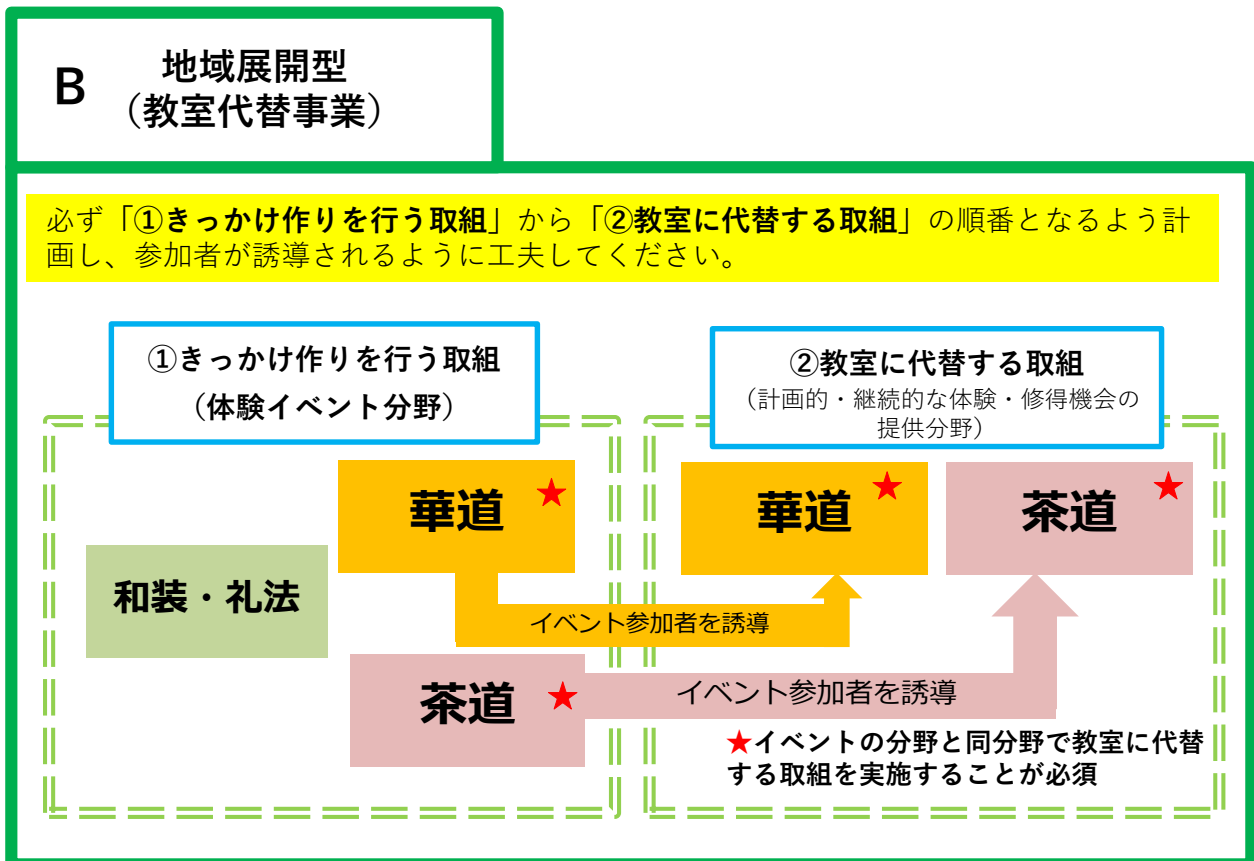 B
地域展開型
（教室代替事業）
必ず「①きっかけ作りを行う取組」から「②教室に代替する取組」の順番となるよう計
画し、参加者が誘導されるように工夫してください。
①きっかけ作りを行う取組
（体験イベント分野）
②教室に代替する取組
（計画的・継続的な体験・修得機会の
提供分野）
華道 ★
和装・礼法
茶道 ★
華道 ★
茶道 ★
イベント参加者を誘導
イベント参加者を誘導
★イベントの分野と同分野で教室に代替
する取組を実施することが必須